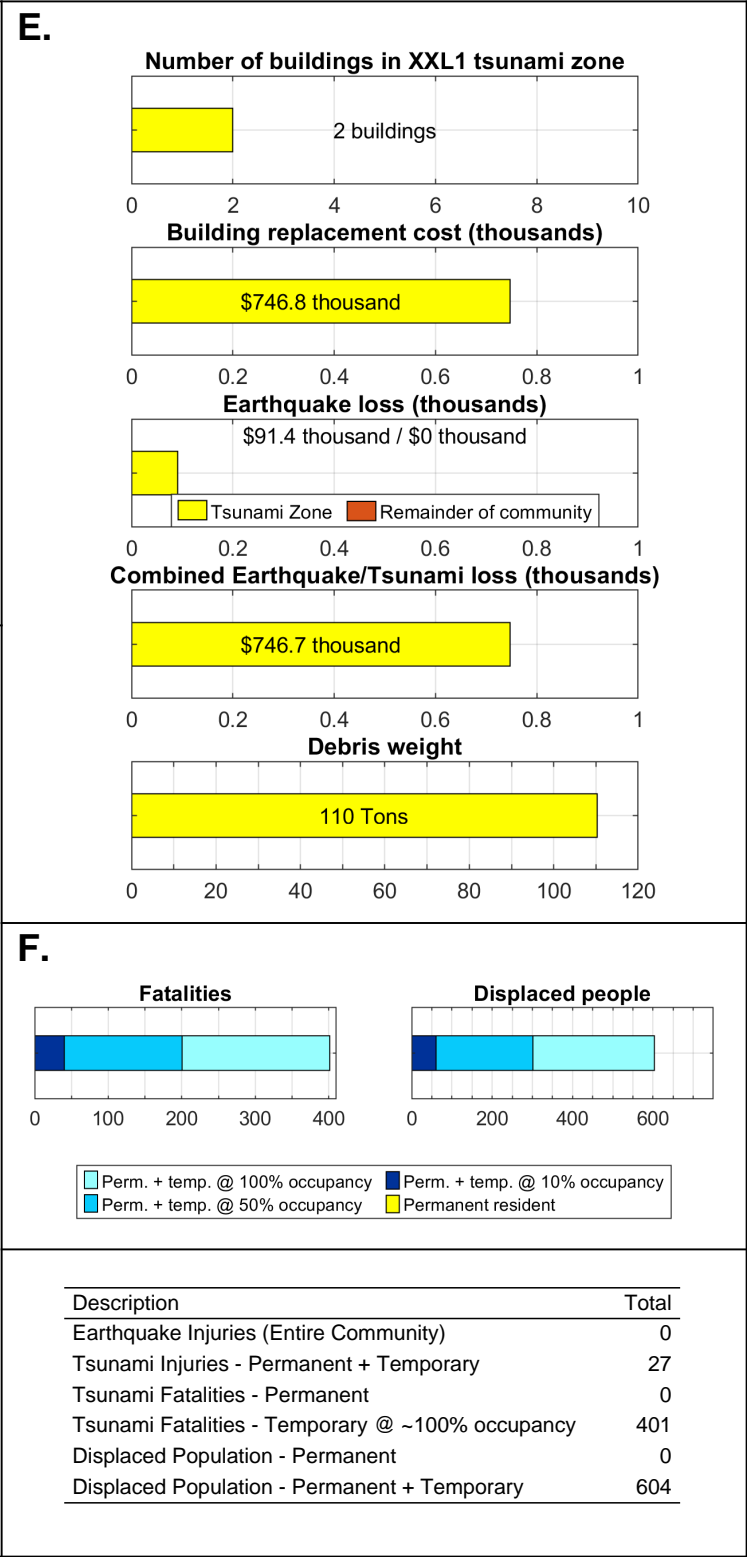 E.
Number of buildings in XXL1 tsunami zone
2 buildings
0 2 4 6 8 10
Building replacement cost (thousands)
$746.8 thousand
0 0.2 0.4 0.6 0.8 1
Earthquake loss (thousands)
$91.4 thousand / $0 thousand
Tsunami Zone Remainder of community
0 0.2 0.4 0.6 0.8 1
Combined Earthquake/Tsunami loss (thousands)
$746.7 thousand
0 0.2 0.4 0.6 0.8 1
Debris weight
110 Tons
0 20 40 60 80 100 120
F.
Fatalities Displaced people
0 100 200 300 400 0 200 400 600
Perm. + temp. @ 100% occupancy Perm. + temp. @ 10% occupancy
Perm. + temp. @ 50% occupancy Permanent resident
Description Total
Earthquake Injuries (Entire Community) 0
Tsunami Injuries - Permanent + Temporary 27
Tsunami Fatalities - Permanent 0
Tsunami Fatalities - Temporary @ ~100% occupancy 401
Displaced Population - Permanent 0
Displaced Population - Permanent + Temporary 604